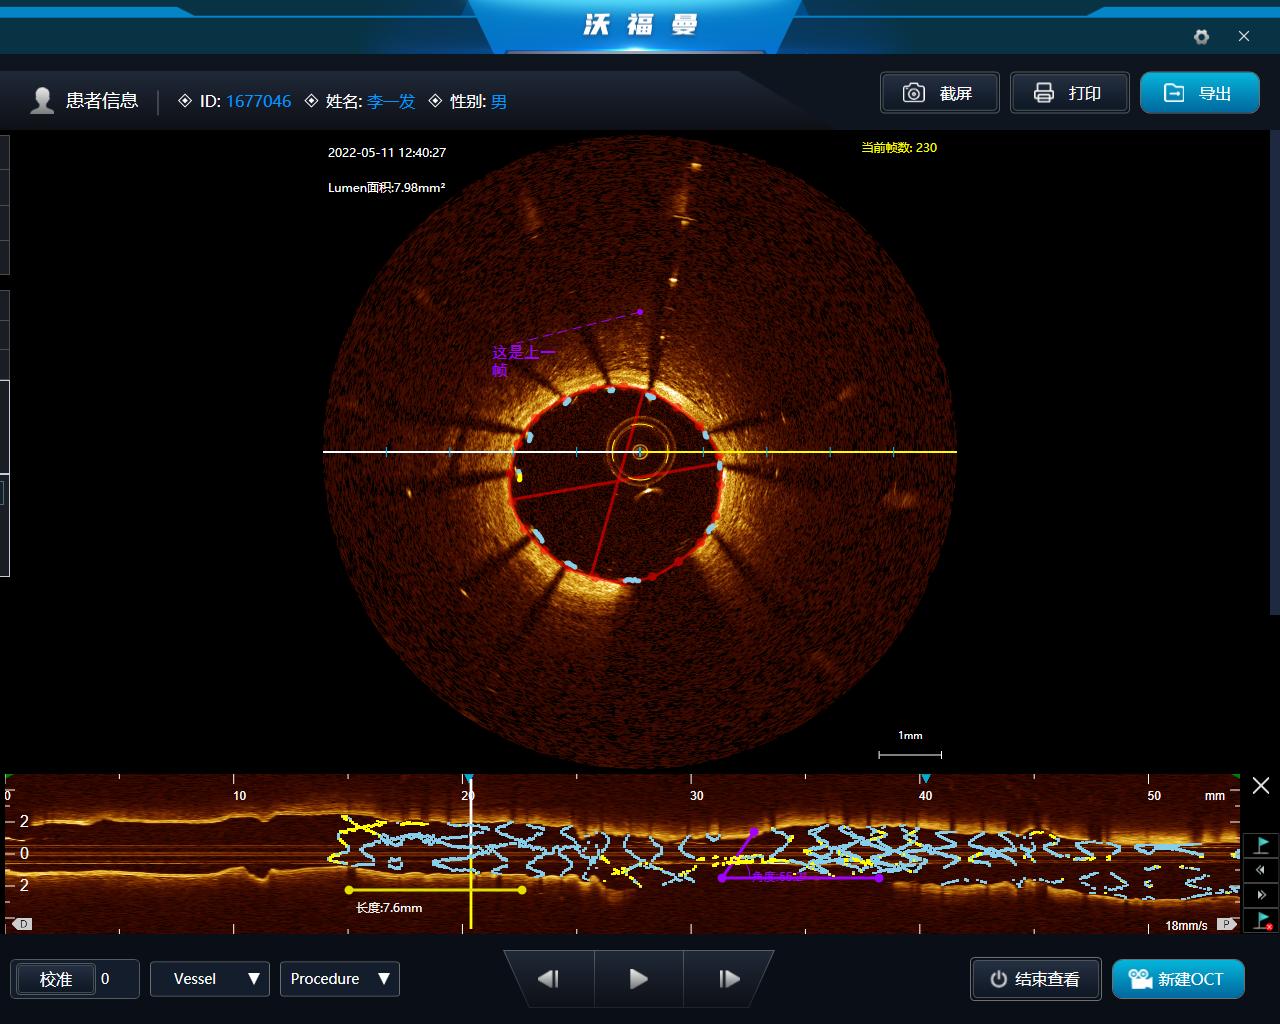 沃福曼
患者信息 ID: 1677046 姓名: 李一发 性别: 男
截屏 打印 导出
2022-05-11 12:40:27
当前帧数: 230
Lumen面积:7.98mm²
这是上一
帧
1mm
0 10 20 30 40 50 mm
2
0
2
长度:7.6mm
D
18mm/s P
校准 0 Vessel Procedure
结束查看 新建OCT